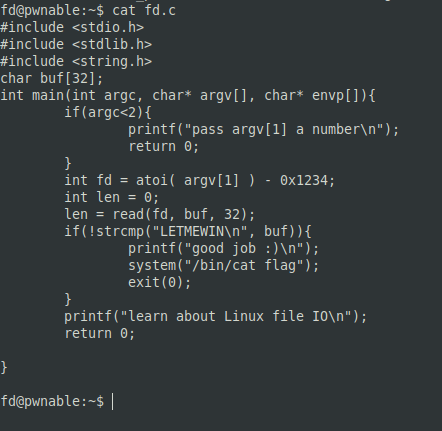 fd@pwnable:~$ cat fd.c
#include <stdio.h>
#include <stdlib.h>
#include <string.h>
char buf[32];
int main(int argc, char* argv[], char* envp[]){
        if(argc<2){
                printf("pass argv[1] a number\n");
                return 0;
        }
        int fd = atoi( argv[1] ) - 0x1234;
        int len = 0;
        len = read(fd, buf, 32);
        if(!strcmp("LETMEWIN\n", buf)){
                printf("good job :)\n");
                system("/bin/cat flag");
                exit(0);
        }
        printf("learn about Linux file IO\n");
        return 0;

}

fd@pwnable:~$